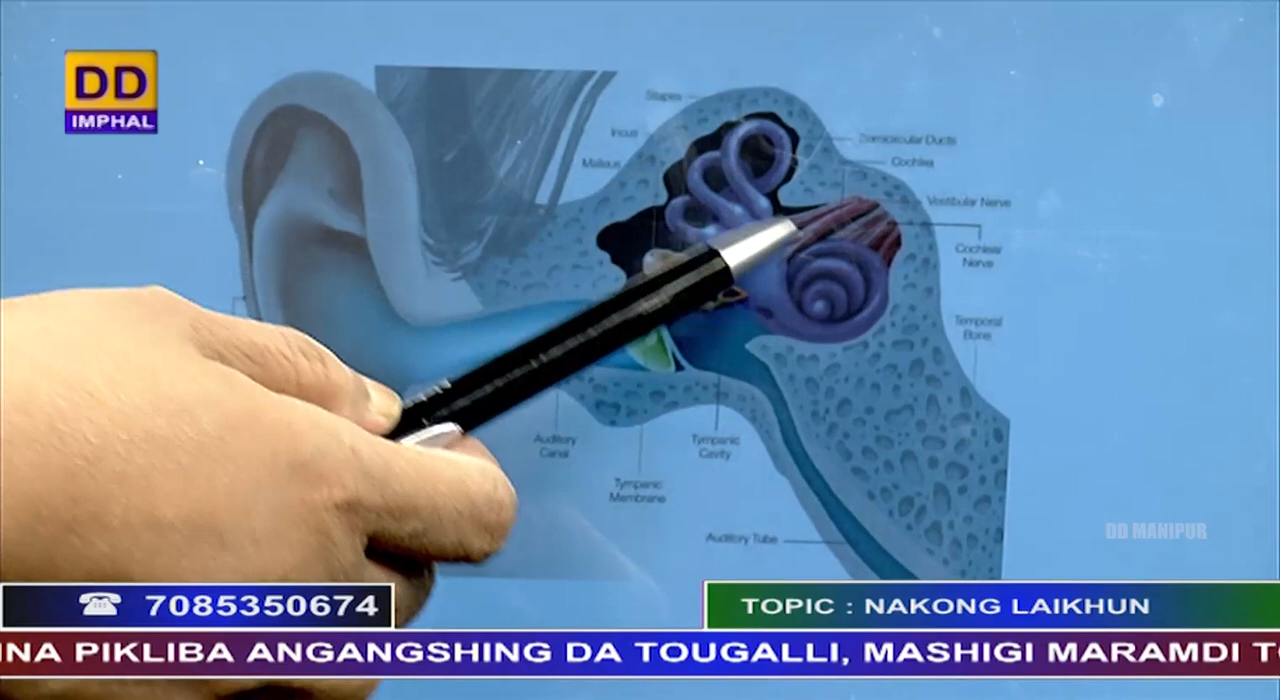 DD
IMPHAL
Stapes
Incus
Malleus
Semicircular Ducts
Cochlea
Vestibular Nerve
Cochlear
Nerve
Temporal
Bone
Auditory
Canal
Tympanic
Cavity
Tympanic
Membrane
Auditory Tube
DD MANIPUR
7085350674
TOPIC : NAKONG LAIKHUN
INA PIKLIBA ANGANGSHING DA TOUGALLI, MASHIGI MARAMDI